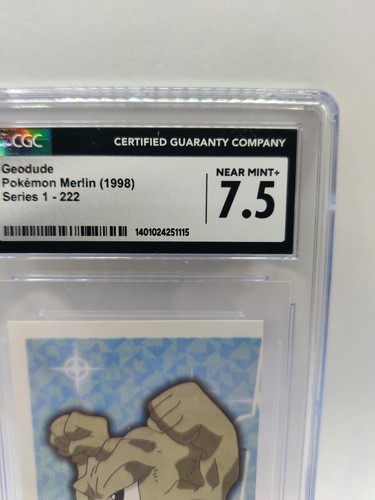 CGC
CERTIFIED GUARANTY COMPANY
Geodude
Pokémon Merlin (1998)
Series 1 - 222
NEAR MINT+
7.5
1401024251115